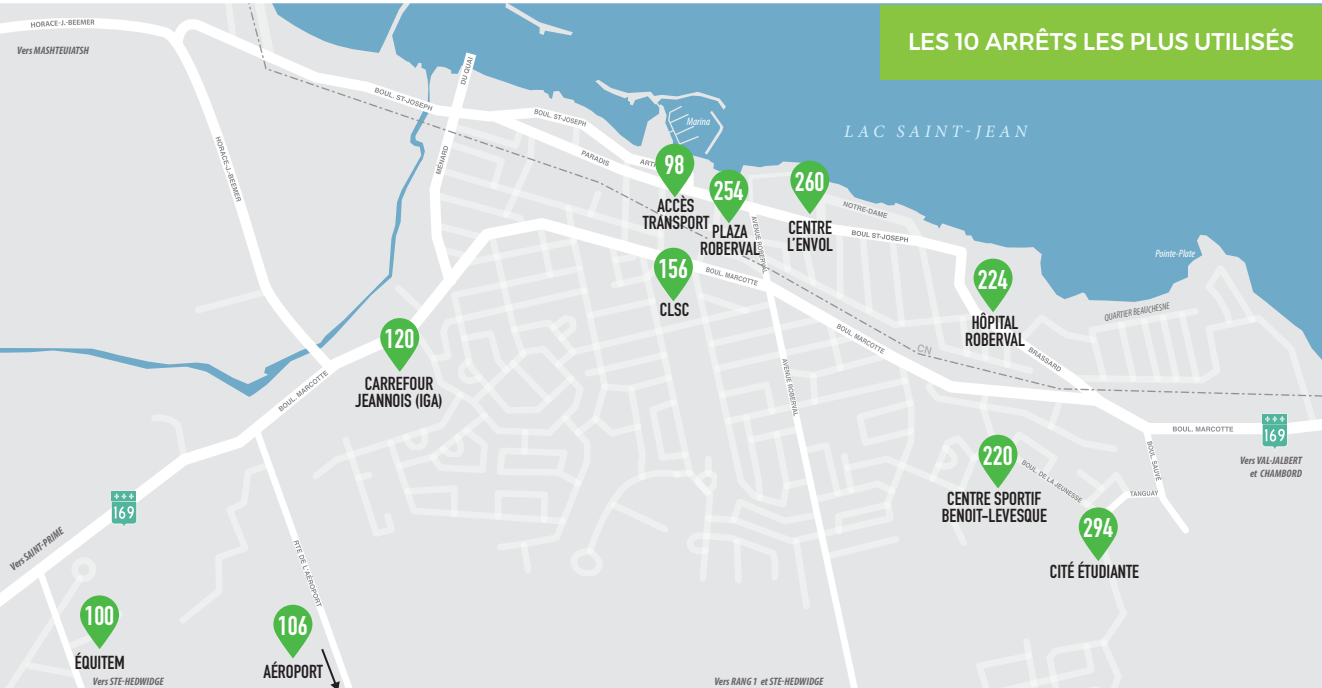 LES 10 ARRÊTS LES PLUS UTILISÉS
HORACE-J.-BEEMER
Vers MASHTEUIATSH
DU QUAI
BOUL. ST-JOSEPH
BOUL. ST-JOSEPH
Marina
LAC SAINT-JEAN
HORACE-J.-BEEMER
MÉNARD
PARADIS
98
ACCÈS
TRANSPORT
254
PLAZA
ROBERVAL
260
CENTRE
L'ENVOL
NOTRE-DAME
BOUL ST-JOSEPH
AVENUE ROBERVAL
156
CLSC
BOUL. MARCOTTE
Pointe-Plate
224
HÔPITAL
ROBERVAL
QUARTIER BEAUCHESNE
120
CARREFOUR
JEANNOIS (IGA)
BOUL. MARCOTTE
CN
BRASSARD
BOUL. MARCOTTE
AVENUE ROBERVAL
BOUL. MARCOTTE
169
Vers VAL-JALBERT
et CHAMBORD
220
CENTRE SPORTIF
BENOIT-LEVESQUE
BOUL. DE LA JEUNESSE
BOUL. SAUVÉ
TANGUAY
294
CITÉ ÉTUDIANTE
169
Vers SAINT-PRIME
RTE DE L'AÉROPORT
100
ÉQUITEM
Vers STE-HEDWIDGE
106
AÉROPORT
Vers RANG 1 et STE-HEDWIDGE